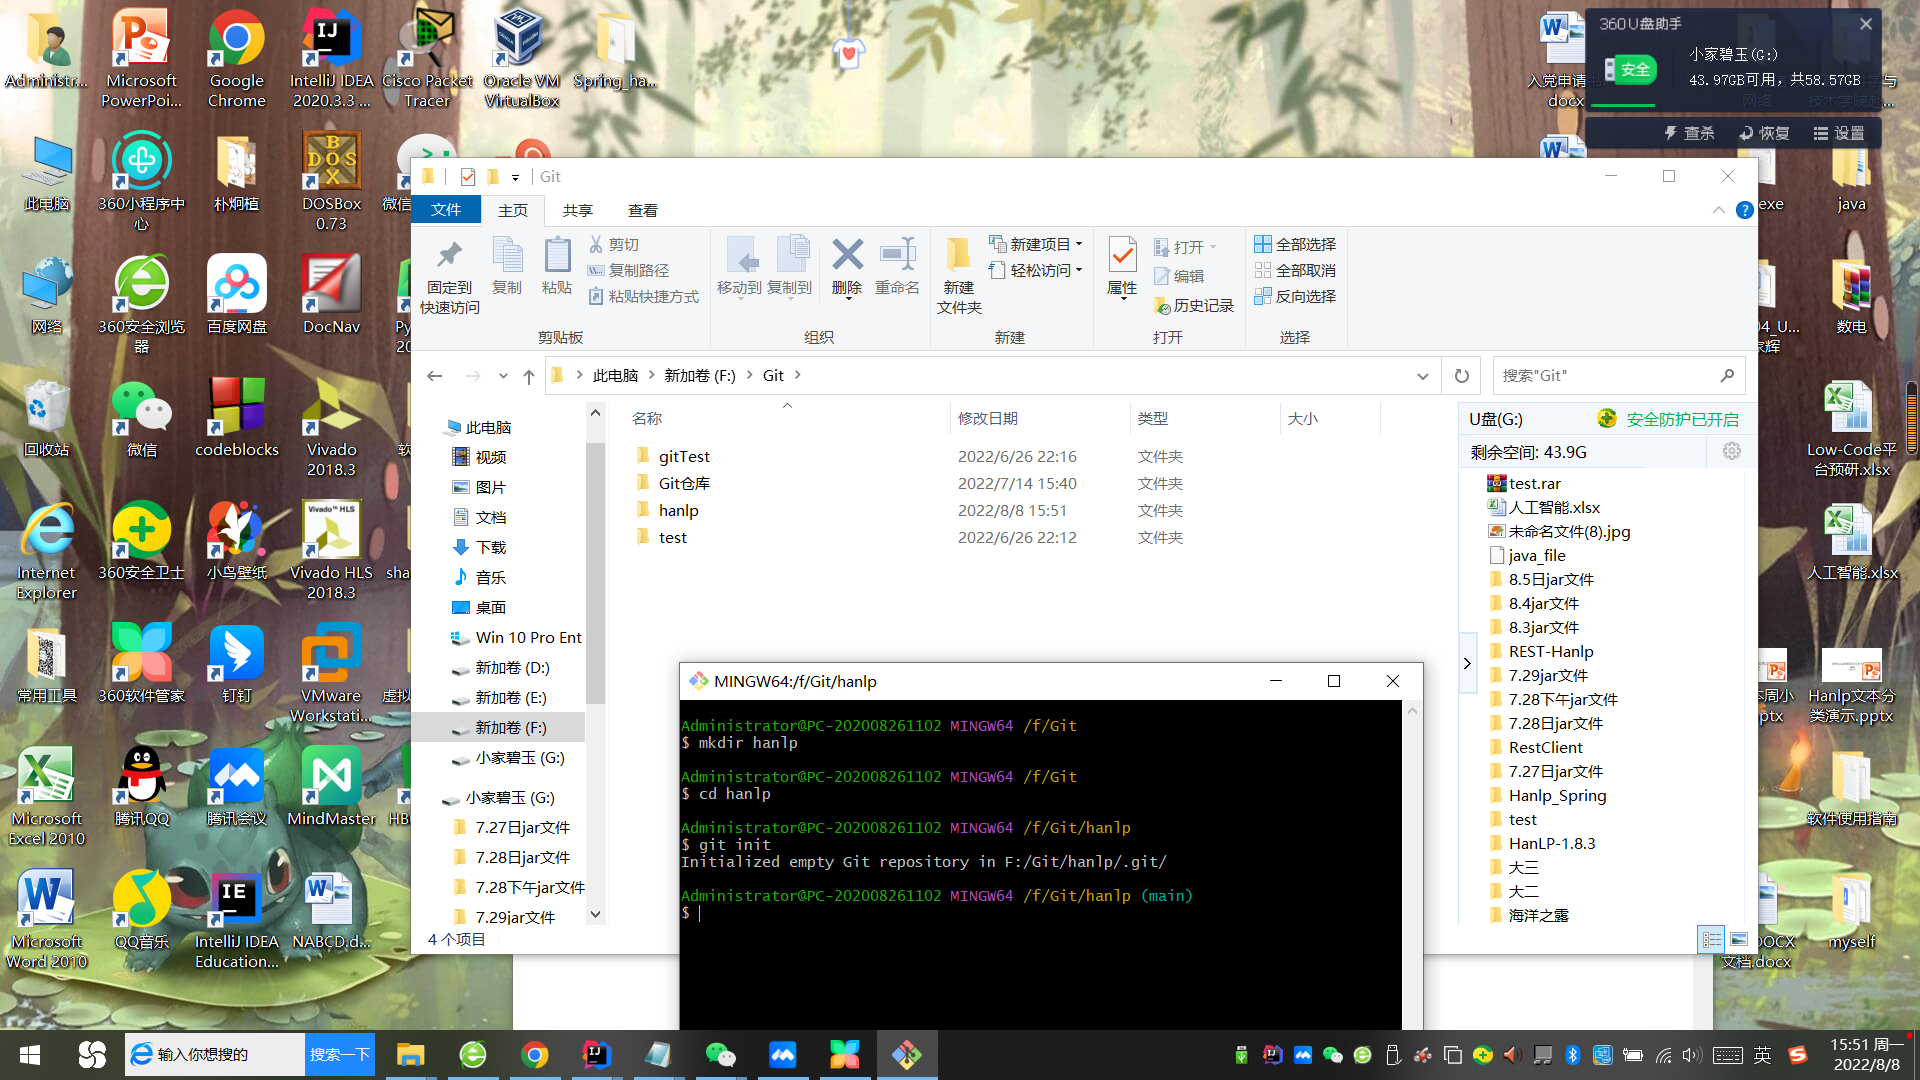 Administr...
Microsoft PowerPoi...
Google Chrome
IntelliJ IDEA 2020.3.3 ...
Cisco Packet Tracer
Oracle VM VirtualBox
Spring_ha...
此电脑
360小程序中心
朴炯植
DOSBox 0.73
网络
360安全浏览器
百度网盘
DocNav
回收站
微信
codeblocks
Vivado 2018.3
Internet Explorer
360安全卫士
小鸟壁纸
Vivado HLS 2018.3
常用工具
360软件管家
钉钉
VMware Workstati...
Microsoft Excel 2010
腾讯QQ
腾讯会议
MindMaster
Microsoft Word 2010
QQ音乐
IntelliJ IDEA Education...
NABCD.d...
360 U盘助手
安全
小家碧玉(G:)
43.97GB可用，共58.57GB
查杀 恢复 设置
java
数电
Low-Code平台预研.xlsx
人工智能.xlsx
Hanlp文本分类演示.pptx
软件使用指南
myself
Git
文件 主页 共享 查看
固定到快速访问
复制
粘贴
剪切
复制路径
粘贴快捷方式
剪贴板
移动到 复制到 删除 重命名
组织
新建文件夹
新建项目
轻松访问
新建
属性
打开
编辑
历史记录
打开
全部选择
全部取消
反向选择
选择
此电脑 新加卷 (F:) Git
搜索"Git"
此电脑
视频
图片
文档
下载
音乐
桌面
Win 10 Pro Ent
新加卷 (D:)
新加卷 (E:)
新加卷 (F:)
小家碧玉 (G:)
小家碧玉 (G:)
7.27日jar文件
7.28日jar文件
7.28下午jar文件
7.29jar文件
4 个项目
名称 修改日期 类型 大小
gitTest 2022/6/26 22:16 文件夹
Git仓库 2022/7/14 15:40 文件夹
hanlp 2022/8/8 15:51 文件夹
test 2022/6/26 22:12 文件夹
U盘(G:) 安全防护已开启
剩余空间: 43.9G
test.rar
人工智能.xlsx
未命名文件(8).jpg
java_file
8.5日jar文件
8.4jar文件
8.3jar文件
REST-Hanlp
7.29jar文件
7.28下午jar文件
7.28日jar文件
RestClient
7.27日jar文件
Hanlp_Spring
test
HanLP-1.8.3
大三
大二
海洋之露
MINGW64:/f/Git/hanlp
Administrator@PC-202008261102 MINGW64 /f/Git
$ mkdir hanlp
Administrator@PC-202008261102 MINGW64 /f/Git
$ cd hanlp
Administrator@PC-202008261102 MINGW64 /f/Git/hanlp
$ git init
Initialized empty Git repository in F:/Git/hanlp/.git/
Administrator@PC-202008261102 MINGW64 /f/Git/hanlp (main)
$
输入你想搜的 搜索一下
英
15:51 周一
2022/8/8